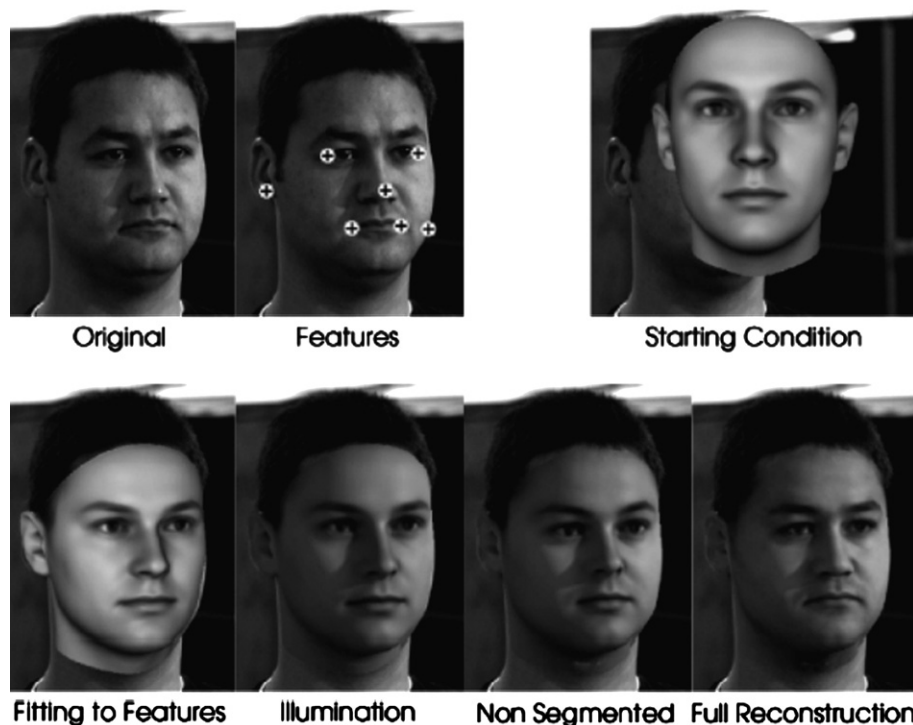 Original
Features
Starting Condition
Fitting to Features
Illumination
Non Segmented
Full Reconstruction